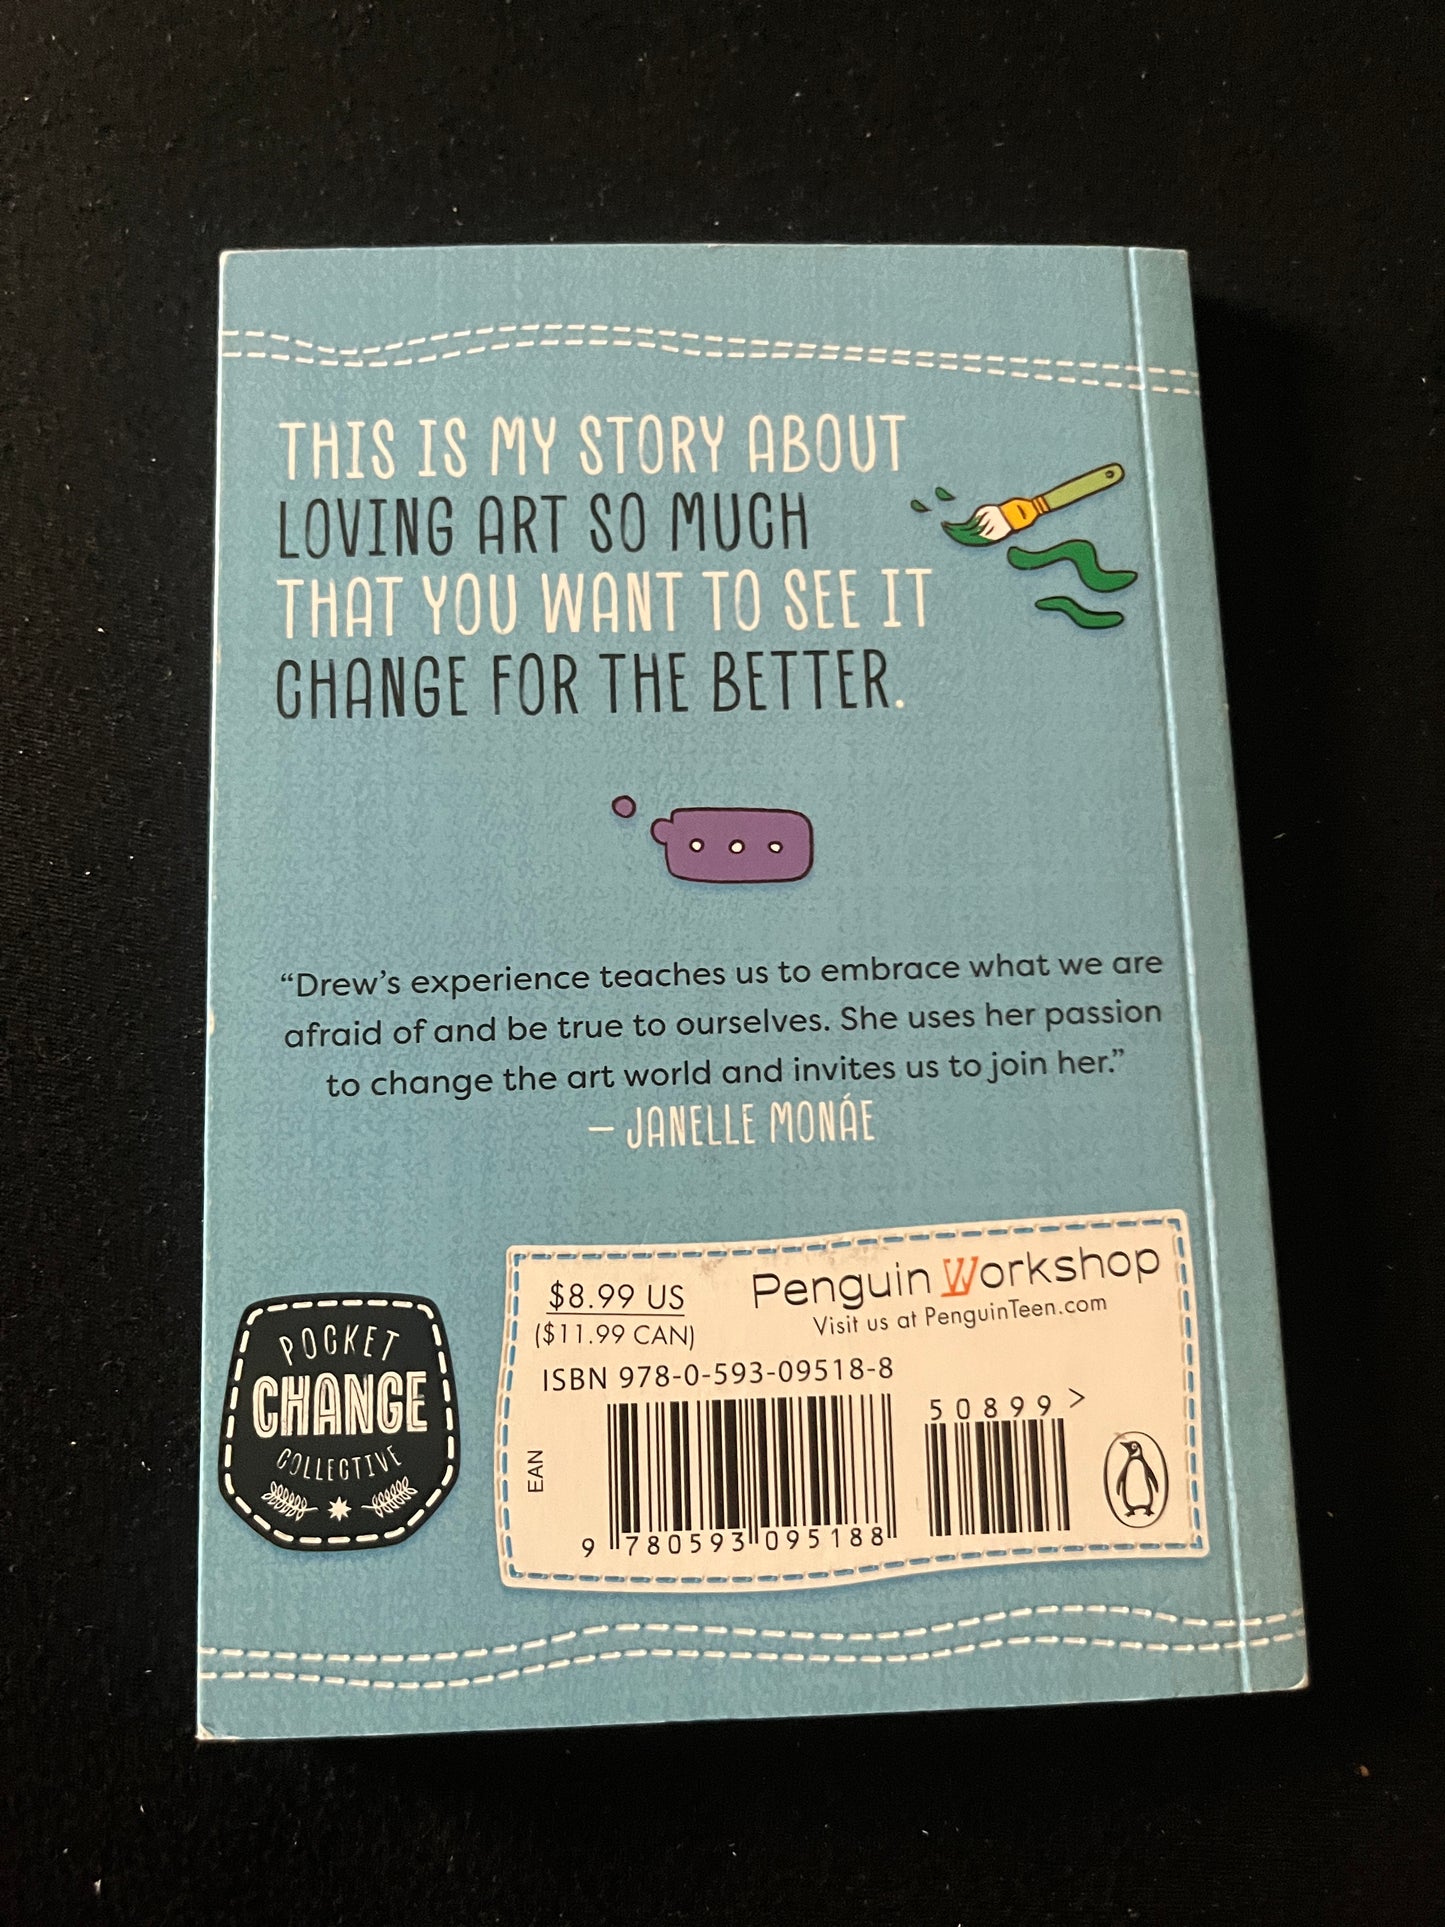 THIS IS MY STORY ABOUT
LOVING ART SO MUCH
THAT YOU WANT TO SEE IT
CHANGE FOR THE BETTER.
“Drew’s experience teaches us to embrace what we are
afraid of and be true to ourselves. She uses her passion
to change the art world and invites us to join her.”
– JANELLE MONÁE
POCKET
CHANGE
COLLECTIVE
$8.99 US
($11.99 CAN)
Penguin Workshop
Visit us at PenguinTeen.com
ISBN 978-0-593-09518-8
50899>
EAN
9 780593 095188